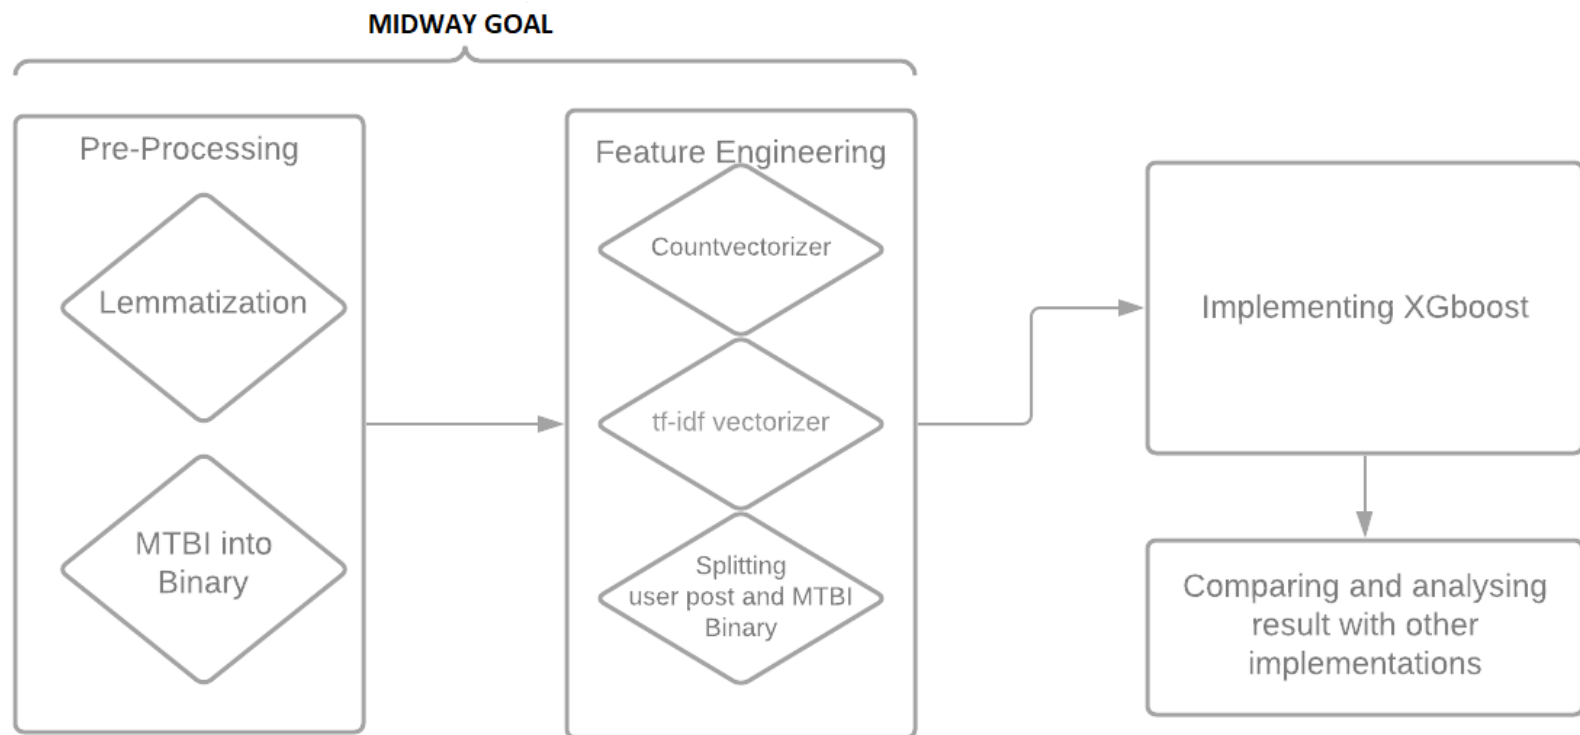 MIDWAY GOAL
Pre-Processing
Lemmatization
MTBI into
Binary
Feature Engineering
Countvectorizer
tf-idf vectorizer
Splitting
user post and MTBI
Binary
Implementing XGboost
Comparing and analysing
result with other
implementations